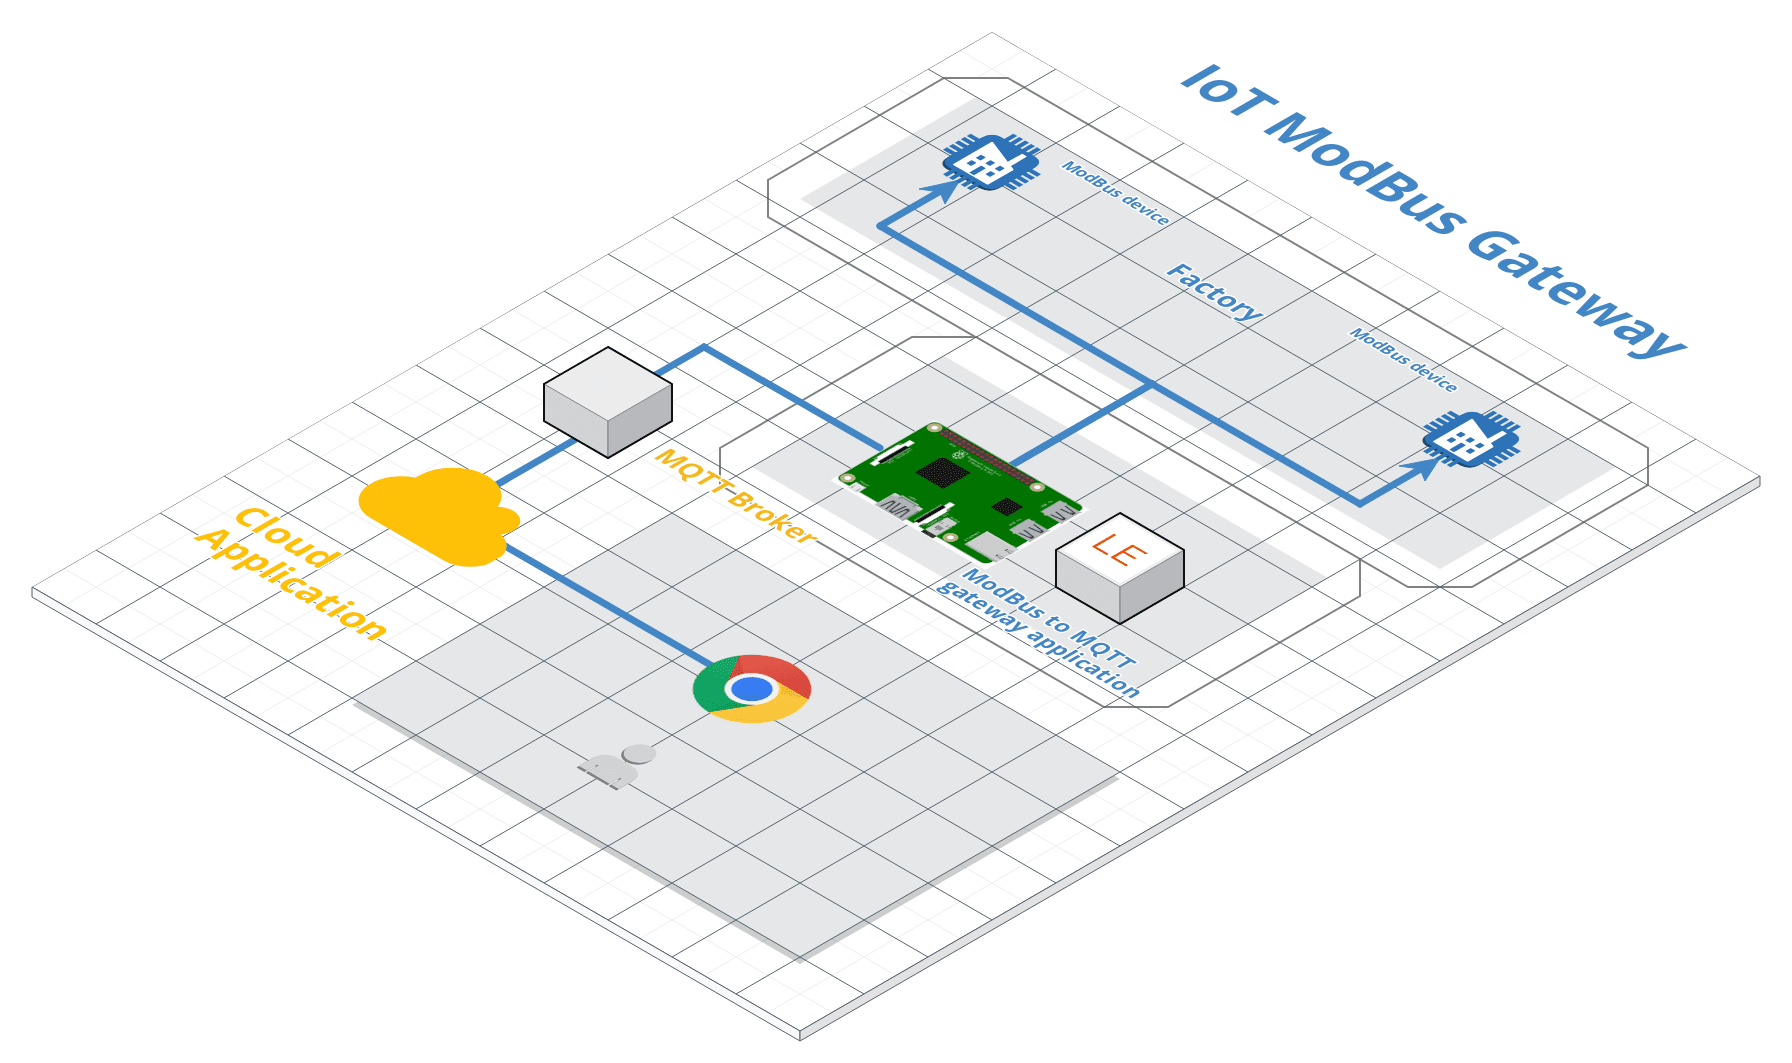 IoT ModBus Gateway
ModBus device
Factory
ModBus device
MQTT Broker
Cloud
Application
LE
ModBus to MQTT
gateway application